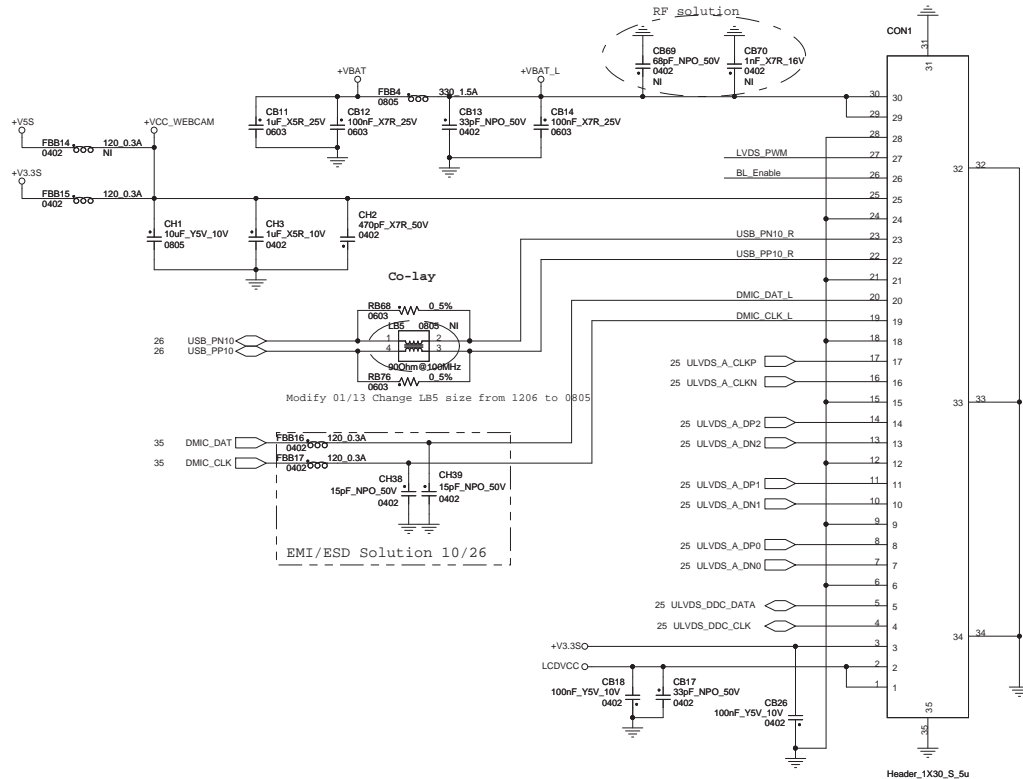 RF solution
CON1
31
31
CB69
68pF_NPO_50V
0402
NI
CB70
1nF_X7R_16V
0402
NI
+VBAT
FBB4
0805
330_1.5A
+VBAT_L
CB11
1uF_X5R_25V
0603
CB12
100nF_X7R_25V
0603
CB13
33pF_NPO_50V
0402
CB14
100nF_X7R_25V
0603
+V5S
FBB14
0402
120_0.3A
NI
+VCC_WEBCAM
+V3.3S
FBB15
0402
120_0.3A
CH1
10uF_Y5V_10V
0805
CH3
1uF_X5R_10V
0402
CH2
470pF_X7R_50V
0402
30 30
29 29
28 28
LVDS_PWM 27 27
BL_Enable 26 26
25 25
24 24
USB_PN10_R 23 23
USB_PP10_R 22 22
21 21
DMIC_DAT_L 20 20
DMIC_CLK_L 19 19
18 18
25 ULVDS_A_CLKP 17 17
25 ULVDS_A_CLKN 16 16
15 15
25 ULVDS_A_DP2 14 14
25 ULVDS_A_DN2 13 13
12 12
25 ULVDS_A_DP1 11 11
25 ULVDS_A_DN1 10 10
9 9
25 ULVDS_A_DP0 8 8
25 ULVDS_A_DN0 7 7
6 6
25 ULVDS_DDC_DATA 5 5
25 ULVDS_DDC_CLK 4 4
+V3.3S 3 3
LCDVCC 2 2
1 1
32 32
33 33
34 34
35
35
Co-lay
RB68
0603
0_5%
LB5 0805 NI
1 2
4 3
90Ohm@100MHz
RB76
0603
0_5%
26 USB_PN10
26 USB_PP10
Modify 01/13 Change LB5 size from 1206 to 0805
35 DMIC_DAT
35 DMIC_CLK
FBB16
0402
120_0.3A
FBB17
0402
120_0.3A
CH38
15pF_NPO_50V
0402
CH39
15pF_NPO_50V
0402
EMI/ESD Solution 10/26
CB18
100nF_Y5V_10V
0402
CB17
33pF_NPO_50V
0402
CB26
100nF_Y5V_10V
0402
Header_1X30_S_5u